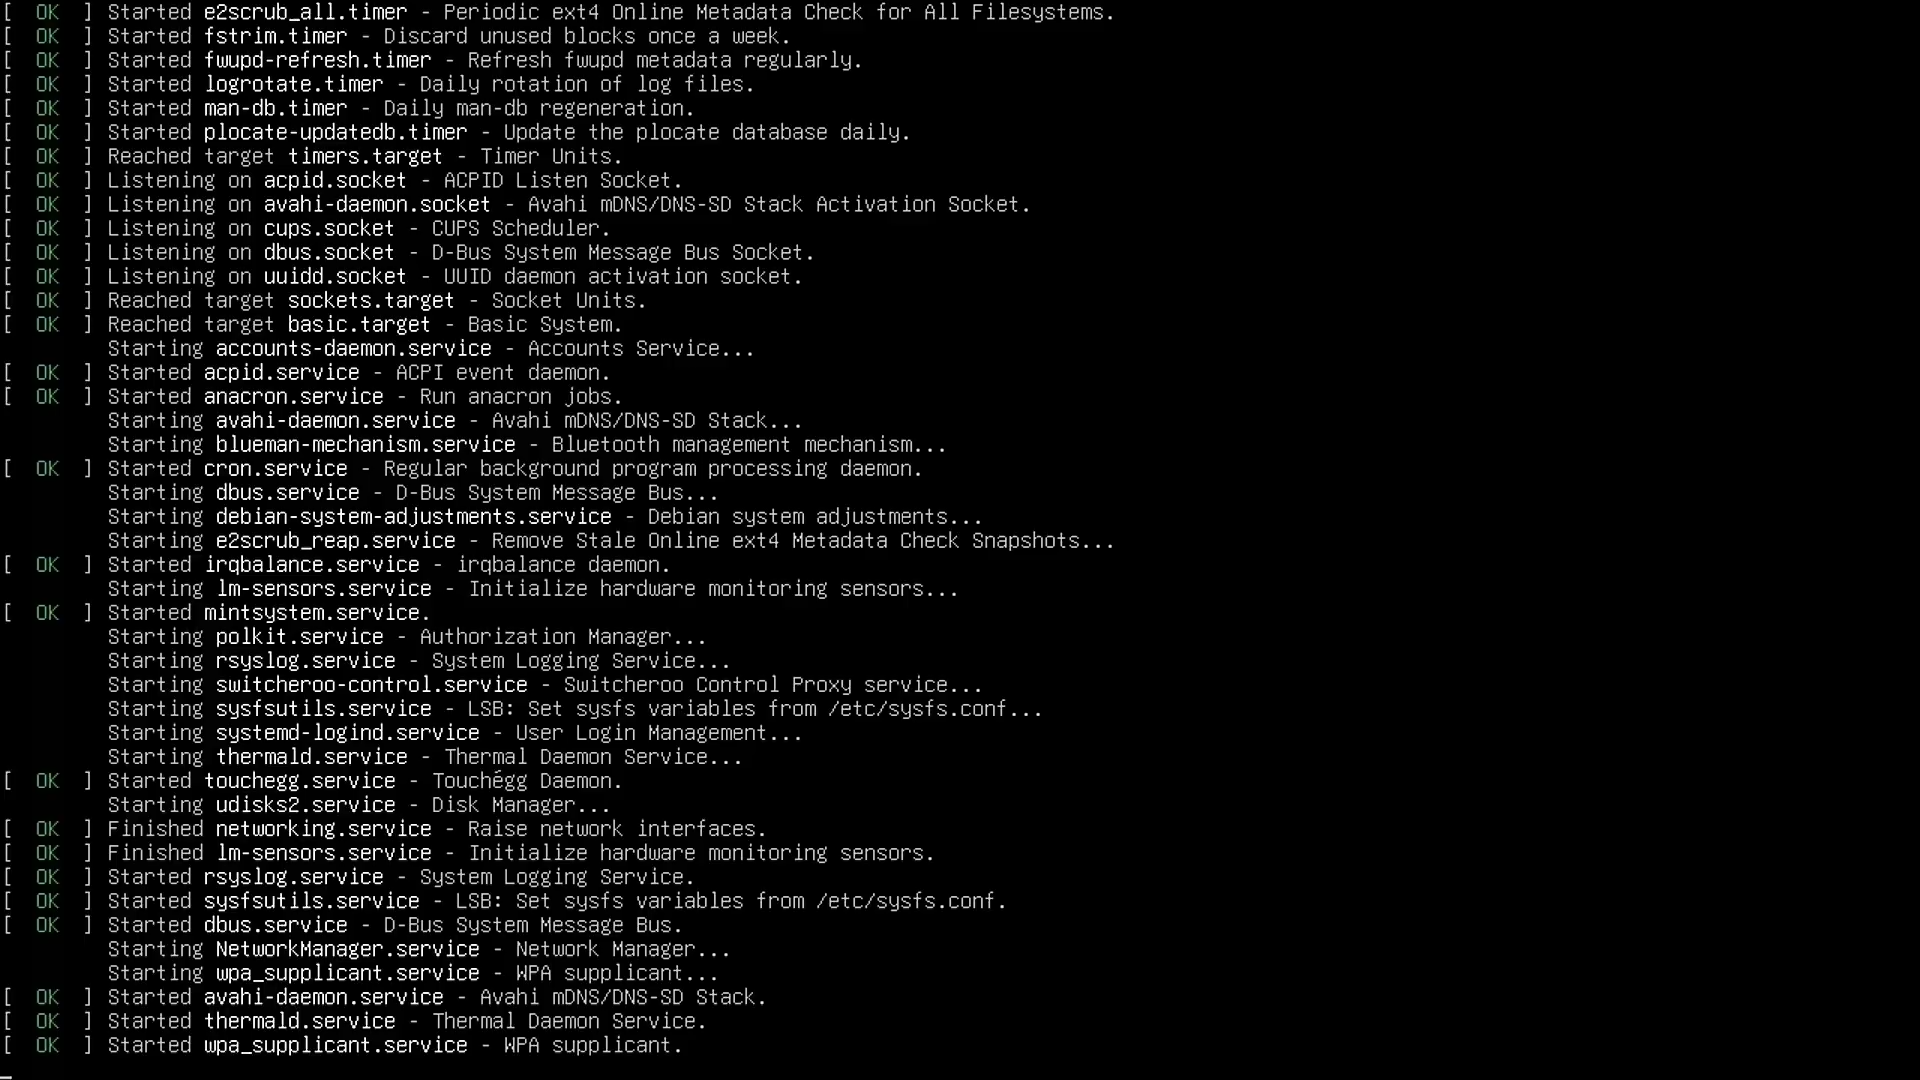 [  OK  ] Started e2scrub_all.timer - Periodic ext4 Online Metadata Check for All Filesystems.
[  OK  ] Started fstrim.timer - Discard unused blocks once a week.
[  OK  ] Started fwupd-refresh.timer - Refresh fwupd metadata regularly.
[  OK  ] Started logrotate.timer - Daily rotation of log files.
[  OK  ] Started man-db.timer - Daily man-db regeneration.
[  OK  ] Started plocate-updatedb.timer - Update the plocate database daily.
[  OK  ] Reached target timers.target - Timer Units.
[  OK  ] Listening on acpid.socket - ACPID Listen Socket.
[  OK  ] Listening on avahi-daemon.socket - Avahi mDNS/DNS-SD Stack Activation Socket.
[  OK  ] Listening on cups.socket - CUPS Scheduler.
[  OK  ] Listening on dbus.socket - D-Bus System Message Bus Socket.
[  OK  ] Listening on uuidd.socket - UUID daemon activation socket.
[  OK  ] Reached target sockets.target - Socket Units.
[  OK  ] Reached target basic.target - Basic System.
         Starting accounts-daemon.service - Accounts Service...
[  OK  ] Started acpid.service - ACPI event daemon.
[  OK  ] Started anacron.service - Run anacron jobs.
         Starting avahi-daemon.service - Avahi mDNS/DNS-SD Stack...
         Starting blueman-mechanism.service - Bluetooth management mechanism...
[  OK  ] Started cron.service - Regular background program processing daemon.
         Starting dbus.service - D-Bus System Message Bus...
         Starting debian-system-adjustments.service - Debian system adjustments...
         Starting e2scrub_reap.service - Remove Stale Online ext4 Metadata Check Snapshots...
[  OK  ] Started irqbalance.service - irqbalance daemon.
         Starting lm-sensors.service - Initialize hardware monitoring sensors...
[  OK  ] Started mintsystem.service.
         Starting polkit.service - Authorization Manager...
         Starting rsyslog.service - System Logging Service...
         Starting switcheroo-control.service - Switcheroo Control Proxy service...
         Starting sysfsutils.service - LSB: Set sysfs variables from /etc/sysfs.conf...
         Starting systemd-logind.service - User Login Management...
         Starting thermald.service - Thermal Daemon Service...
[  OK  ] Started touchegg.service - Touchégg Daemon.
         Starting udisks2.service - Disk Manager...
[  OK  ] Finished networking.service - Raise network interfaces.
[  OK  ] Finished lm-sensors.service - Initialize hardware monitoring sensors.
[  OK  ] Started rsyslog.service - System Logging Service.
[  OK  ] Started sysfsutils.service - LSB: Set sysfs variables from /etc/sysfs.conf.
[  OK  ] Started dbus.service - D-Bus System Message Bus.
         Starting NetworkManager.service - Network Manager...
         Starting wpa_supplicant.service - WPA supplicant...
[  OK  ] Started avahi-daemon.service - Avahi mDNS/DNS-SD Stack.
[  OK  ] Started thermald.service - Thermal Daemon Service.
[  OK  ] Started wpa_supplicant.service - WPA supplicant.